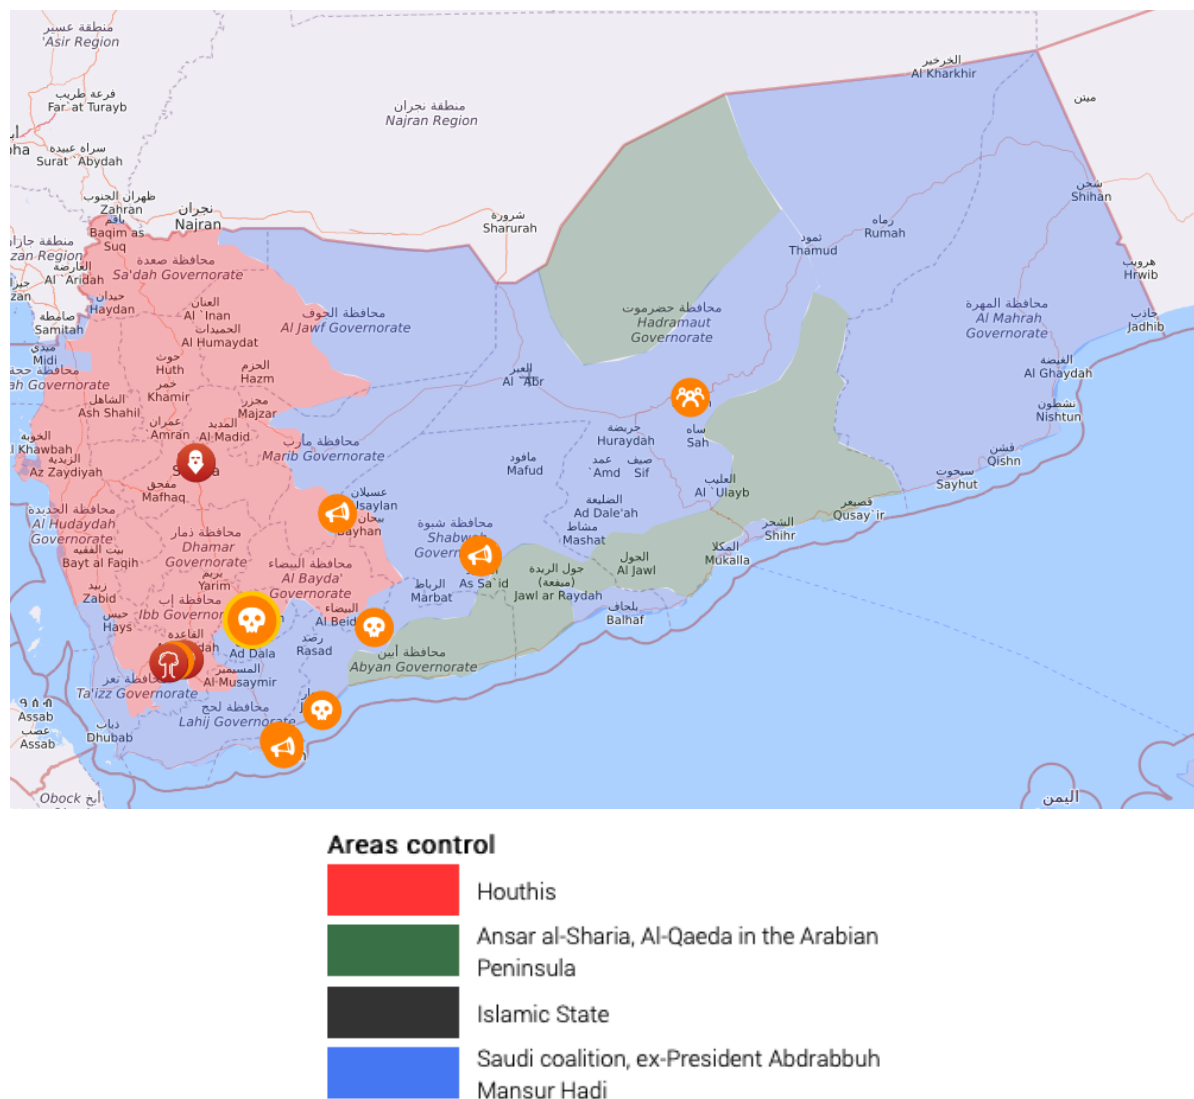 منطقة عسير
'Asir Region
فرعة طريب
Far`at Turayb
سراة عبيدة
Surat `Abydah
ظهران الجنوب
Zahran
منطقة نجران
Najran Region
نجران
Najran
شرورة
Sharurah
الخرخير
Al Kharkhir
ميتن
شحن
Shihan
رماه
Rumah
ثمود
Thamud
هرويب
Hrwib
جاذب
Jadhib
باقم
Baqim as
Suq
zan Region
العارضة
Al `Aridah
صامطة
Samitah
محافظة صعدة
Sa'dah Governorate
حيدان
Haydan
العنان
Al `Inan
الحميدات
Al Humaydat
محافظة الجوف
Al Jawf Governorate
محافظة حضرموت
Hadramaut
Governorate
محافظة المهرة
Al Mahrah
Governorate
ميدي
Midi
ah Governorate
حوث
Huth
خمر
Khamir
الحزم
Hazm
مجزر
Majzar
الشاهل
Ash Shahil
عمران
Amran
المديد
Al Madid
العبر
Al `Abr
الغيضة
Al Ghaydah
نشطون
Nishtun
الخوبة
l Khawbah
الزيدية
Az Zaydiyah
مفحق
Mafhaq
محافظة مأرب
Marib Governorate
مافود
Mafud
حريضة
Huraydah
عمد
`Amd
صيف
Sif
ساه
Sah
العليب
Al `Ulayb
قشن
Qishn
سيحوت
Sayhut
قصيعر
Qusay`ir
الشحر
Shihr
المكلا
Mukalla
محافظة الحديدة
Al Hudaydah
Governorate
محافظة ذمار
Dhamar
Governorate
عسيلان
Usaylan
بيحان
Bayhan
محافظة شبوة
Shabwah
الضليعة
Ad Dale'ah
مشاط
Mashat
بيت الفقيه
Bayt al Faqih
زبيد
Zabid
حيس
Hays
يريم
Yarim
محافظة إب
محافظة البيضاء
Al Bayda'
Governorate
البيضاء
الرباط
Marbat
As Sa`id
جول الريدة
(ميفعة)
Jawl ar Raydah
الجول
Al Jawl
بلحاف
Balhaf
القاعدة
Ad Dala
رصد
Rasad
محافظة أبين
Abyan Governorate
محافظة تعز
Ta'izz Governorate
المسيمير
Al Musaymir
محافظة لحج
Lahij Governorate
ዓሰብ
Assab
عصب
Assab
ذباب
Dhubab
Obock أبخ
اليمن
Areas control
Houthis
Ansar al-Sharia, Al-Qaeda in the Arabian
Peninsula
Islamic State
Saudi coalition, ex-President Abdrabbuh
Mansur Hadi